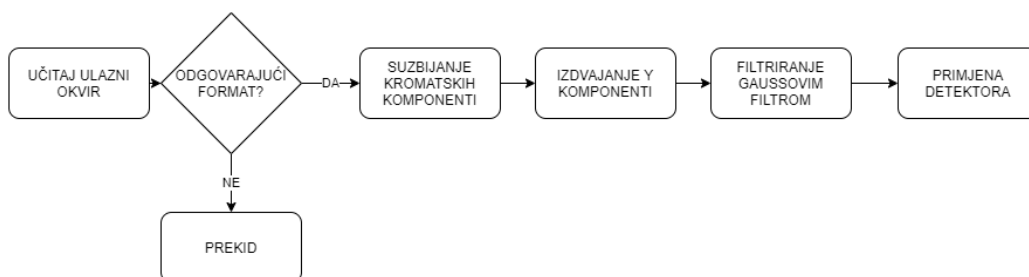 UČITAJ ULAZNI
OKVIR
ODGOVARAJUĆI
FORMAT?
DA
SUZBIJANJE
KROMATSKIH
KOMPONENTI
IZDVAJANJE Y
KOMPONENTI
FILTRIRANJE
GAUSSOVIM
FILTROM
PRIMJENA
DETEKTORA
NE
PREKID